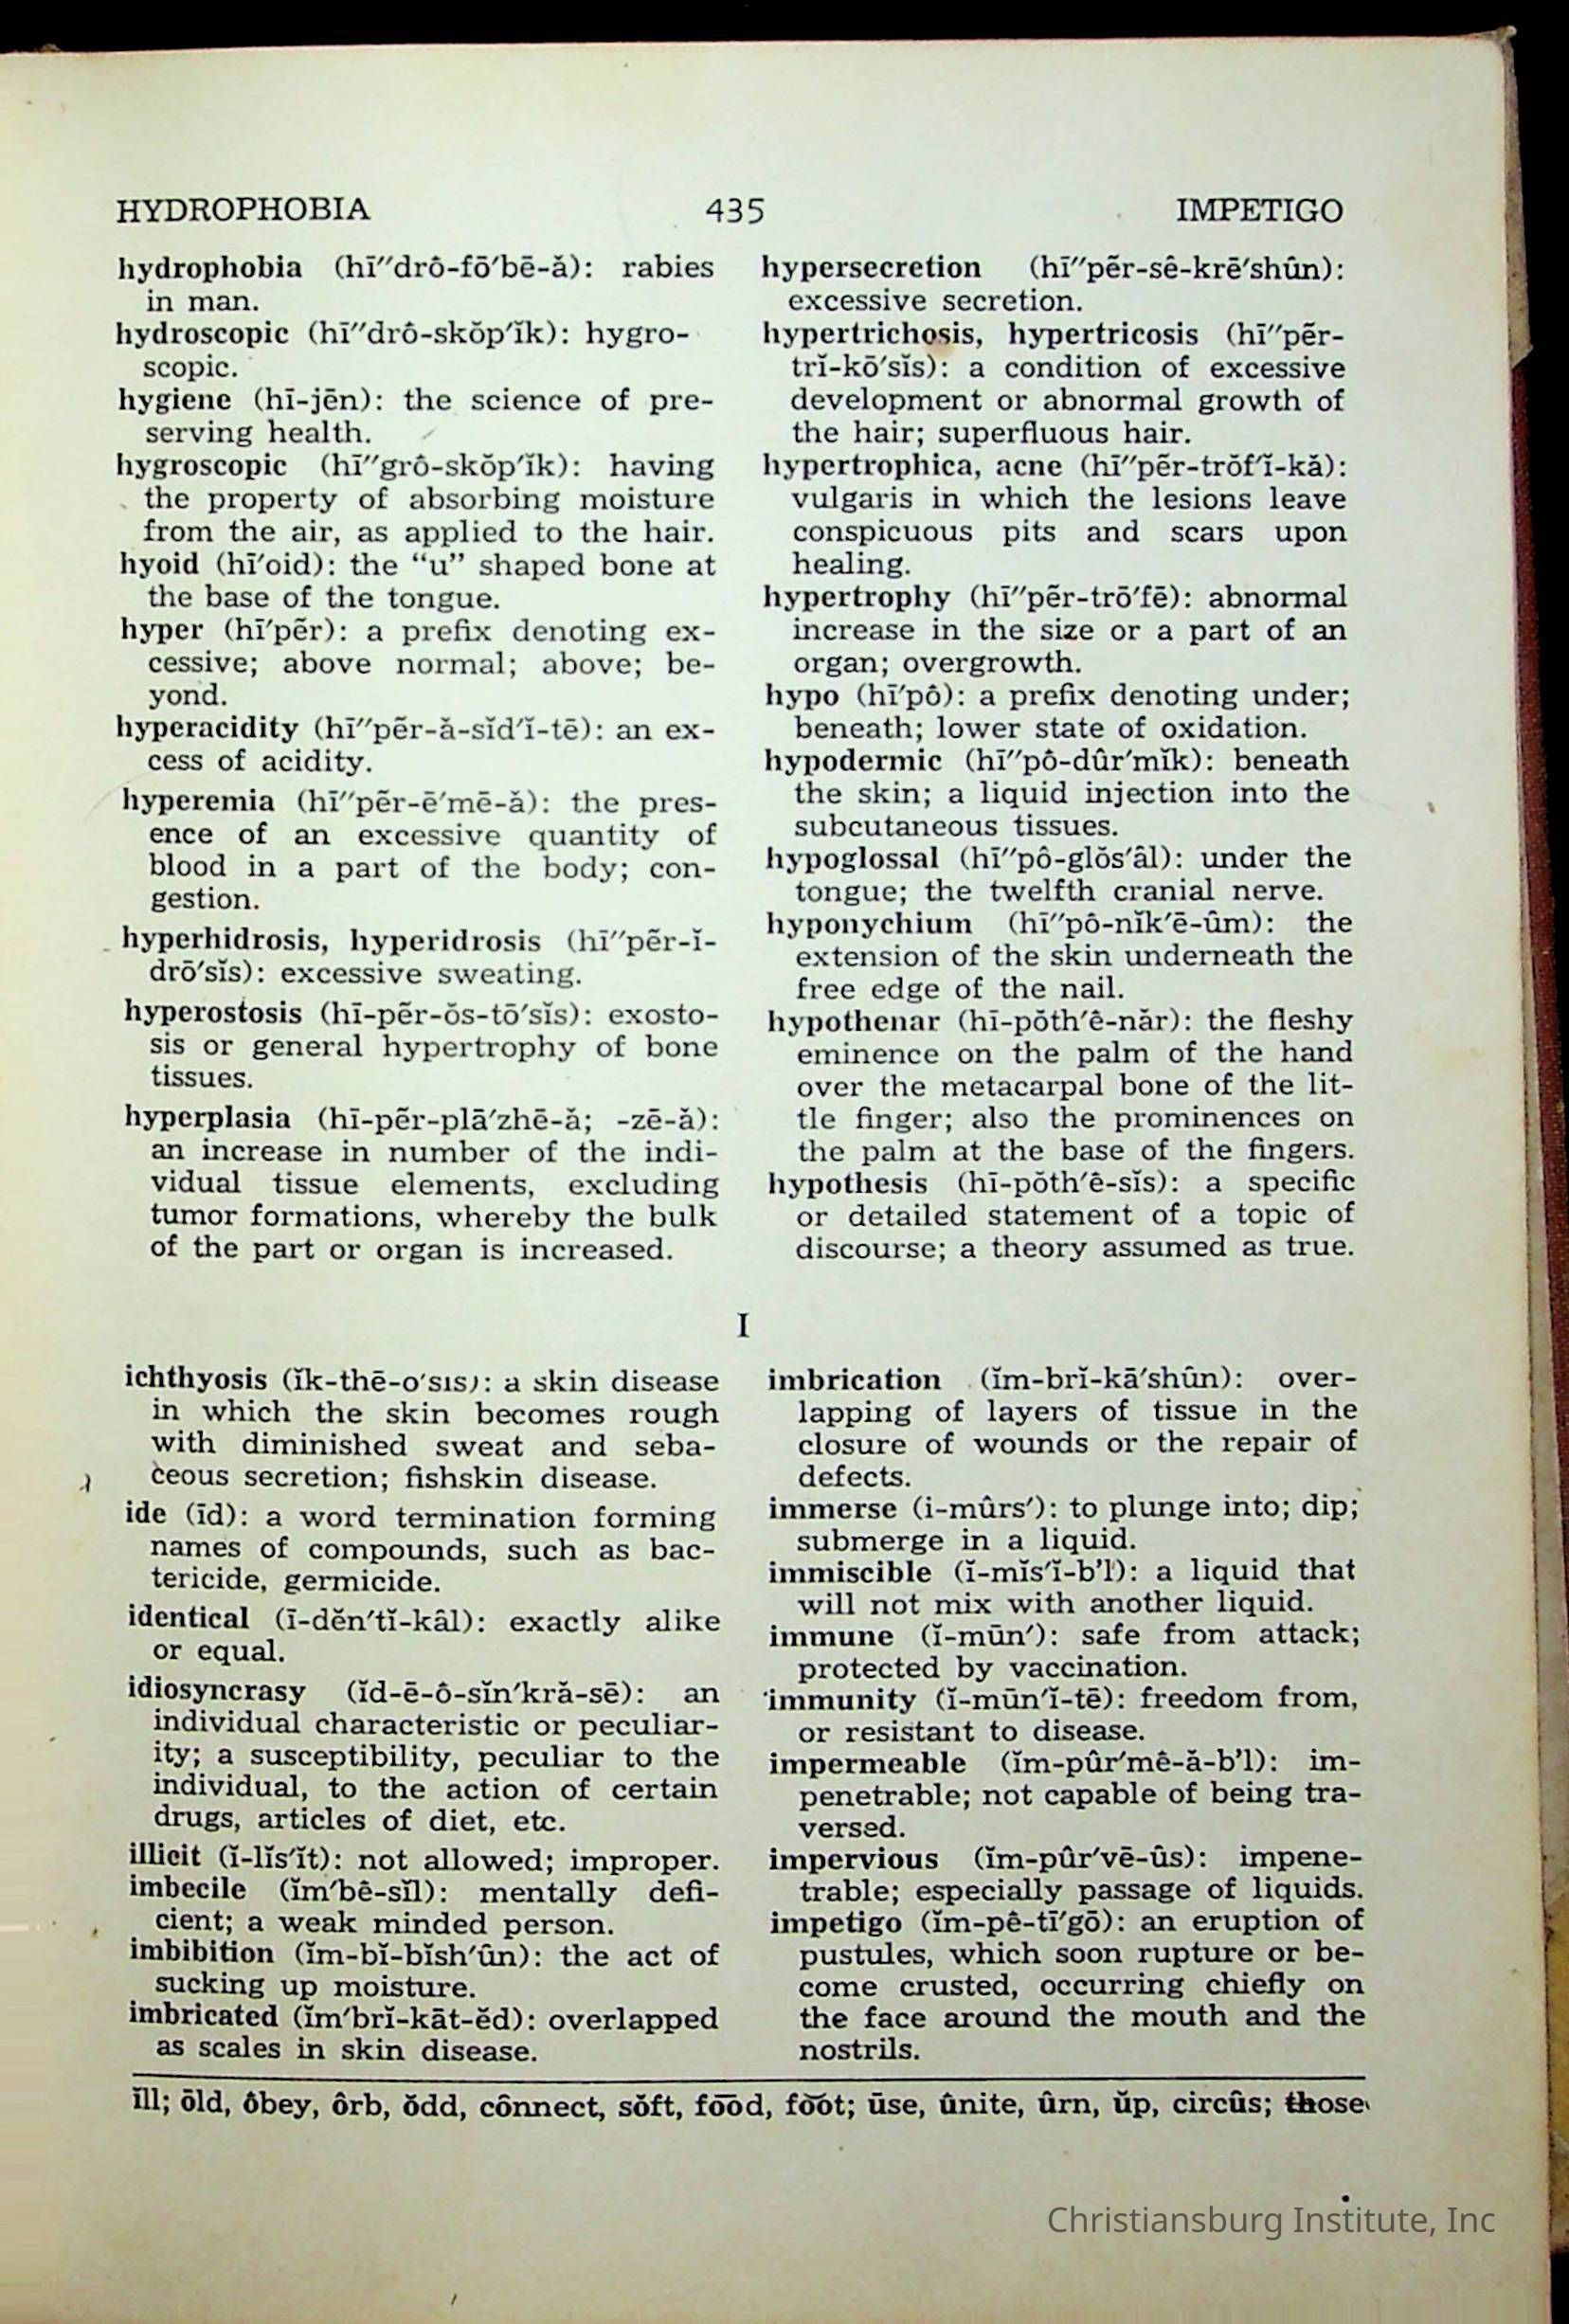 HYDROPHOBIA 435 IMPETIGO
hydrophobia (hī″drô-fō′bē-ă): rabies
in man.
hydroscopic (hī″drô-skŏp′ĭk): hygro-
scopic.
hygiene (hī-jēn): the science of pre-
serving health.
hygroscopic (hī″grô-skŏp′ĭk): having
the property of absorbing moisture
from the air, as applied to the hair.
hyoid (hī′oid): the “u” shaped bone at
the base of the tongue.
hyper (hī′pẽr): a prefix denoting ex-
cessive; above normal; above; be-
yond.
hyperacidity (hī″pẽr-ă-sĭd′ĭ-tē): an ex-
cess of acidity.
hyperemia (hī″pẽr-ē′mē-ă): the pres-
ence of an excessive quantity of
blood in a part of the body; con-
gestion.
hyperhidrosis, hyperidrosis (hī″pẽr-ĭ-
drō′sĭs): excessive sweating.
hyperostosis (hī-pẽr-ŏs-tō′sĭs): exosto-
sis or general hypertrophy of bone
tissues.
hyperplasia (hī-pẽr-plā′zhē-ă; -zē-ă):
an increase in number of the indi-
vidual tissue elements, excluding
tumor formations, whereby the bulk
of the part or organ is increased.
hypersecretion (hī″pẽr-sê-krē′shûn):
excessive secretion.
hypertrichosis, hypertricosis (hī″pẽr-
trĭ-kō′sĭs): a condition of excessive
development or abnormal growth of
the hair; superfluous hair.
hypertrophica, acne (hī″pẽr-trŏf′ĭ-kă):
vulgaris in which the lesions leave
conspicuous pits and scars upon
healing.
hypertrophy (hī″pẽr-trō′fē): abnormal
increase in the size or a part of an
organ; overgrowth.
hypo (hī′pô): a prefix denoting under;
beneath; lower state of oxidation.
hypodermic (hī″pô-dûr′mĭk): beneath
the skin; a liquid injection into the
subcutaneous tissues.
hypoglossal (hī″pô-glŏs′âl): under the
tongue; the twelfth cranial nerve.
hyponychium (hī″pô-nĭk′ē-ûm): the
extension of the skin underneath the
free edge of the nail.
hypothenar (hī-pŏth′ê-năr): the fleshy
eminence on the palm of the hand
over the metacarpal bone of the lit-
tle finger; also the prominences on
the palm at the base of the fingers.
hypothesis (hī-pŏth′ê-sĭs): a specific
or detailed statement of a topic of
discourse; a theory assumed as true.
I
ichthyosis (ĭk-thē-o′sis): a skin disease
in which the skin becomes rough
with diminished sweat and seba-
ceous secretion; fishskin disease.
ide (īd): a word termination forming
names of compounds, such as bac-
tericide, germicide.
identical (ī-dĕn′tĭ-kâl): exactly alike
or equal.
idiosyncrasy (ĭd-ē-ô-sĭn′kră-sē): an
individual characteristic or peculiar-
ity; a susceptibility, peculiar to the
individual, to the action of certain
drugs, articles of diet, etc.
illicit (ĭ-lĭs′ĭt): not allowed; improper.
imbecile (ĭm′bê-sĭl): mentally defi-
cient; a weak minded person.
imbibition (ĭm-bĭ-bĭsh′ûn): the act of
sucking up moisture.
imbricated (ĭm′brĭ-kāt-ĕd): overlapped
as scales in skin disease.
imbrication (ĭm-brĭ-kā′shûn): over-
lapping of layers of tissue in the
closure of wounds or the repair of
defects.
immerse (i-mûrs′): to plunge into; dip;
submerge in a liquid.
immiscible (ĭ-mĭs′ĭ-b’l): a liquid that
will not mix with another liquid.
immune (ĭ-mūn′): safe from attack;
protected by vaccination.
immunity (ĭ-mūn′ĭ-tē): freedom from,
or resistant to disease.
impermeable (ĭm-pûr′mê-ă-b’l): im-
penetrable; not capable of being tra-
versed.
impervious (ĭm-pûr′vē-ûs): impene-
trable; especially passage of liquids.
impetigo (ĭm-pê-tī′gō): an eruption of
pustules, which soon rupture or be-
come crusted, occurring chiefly on
the face around the mouth and the
nostrils.
ĭll; ōld, ôbey, ôrb, ŏdd, cônnect, sŏft, fo͞od, fo͝ot; ūse, ûnite, ûrn, ŭp, circûs; those
Christiansburg Institute, Inc